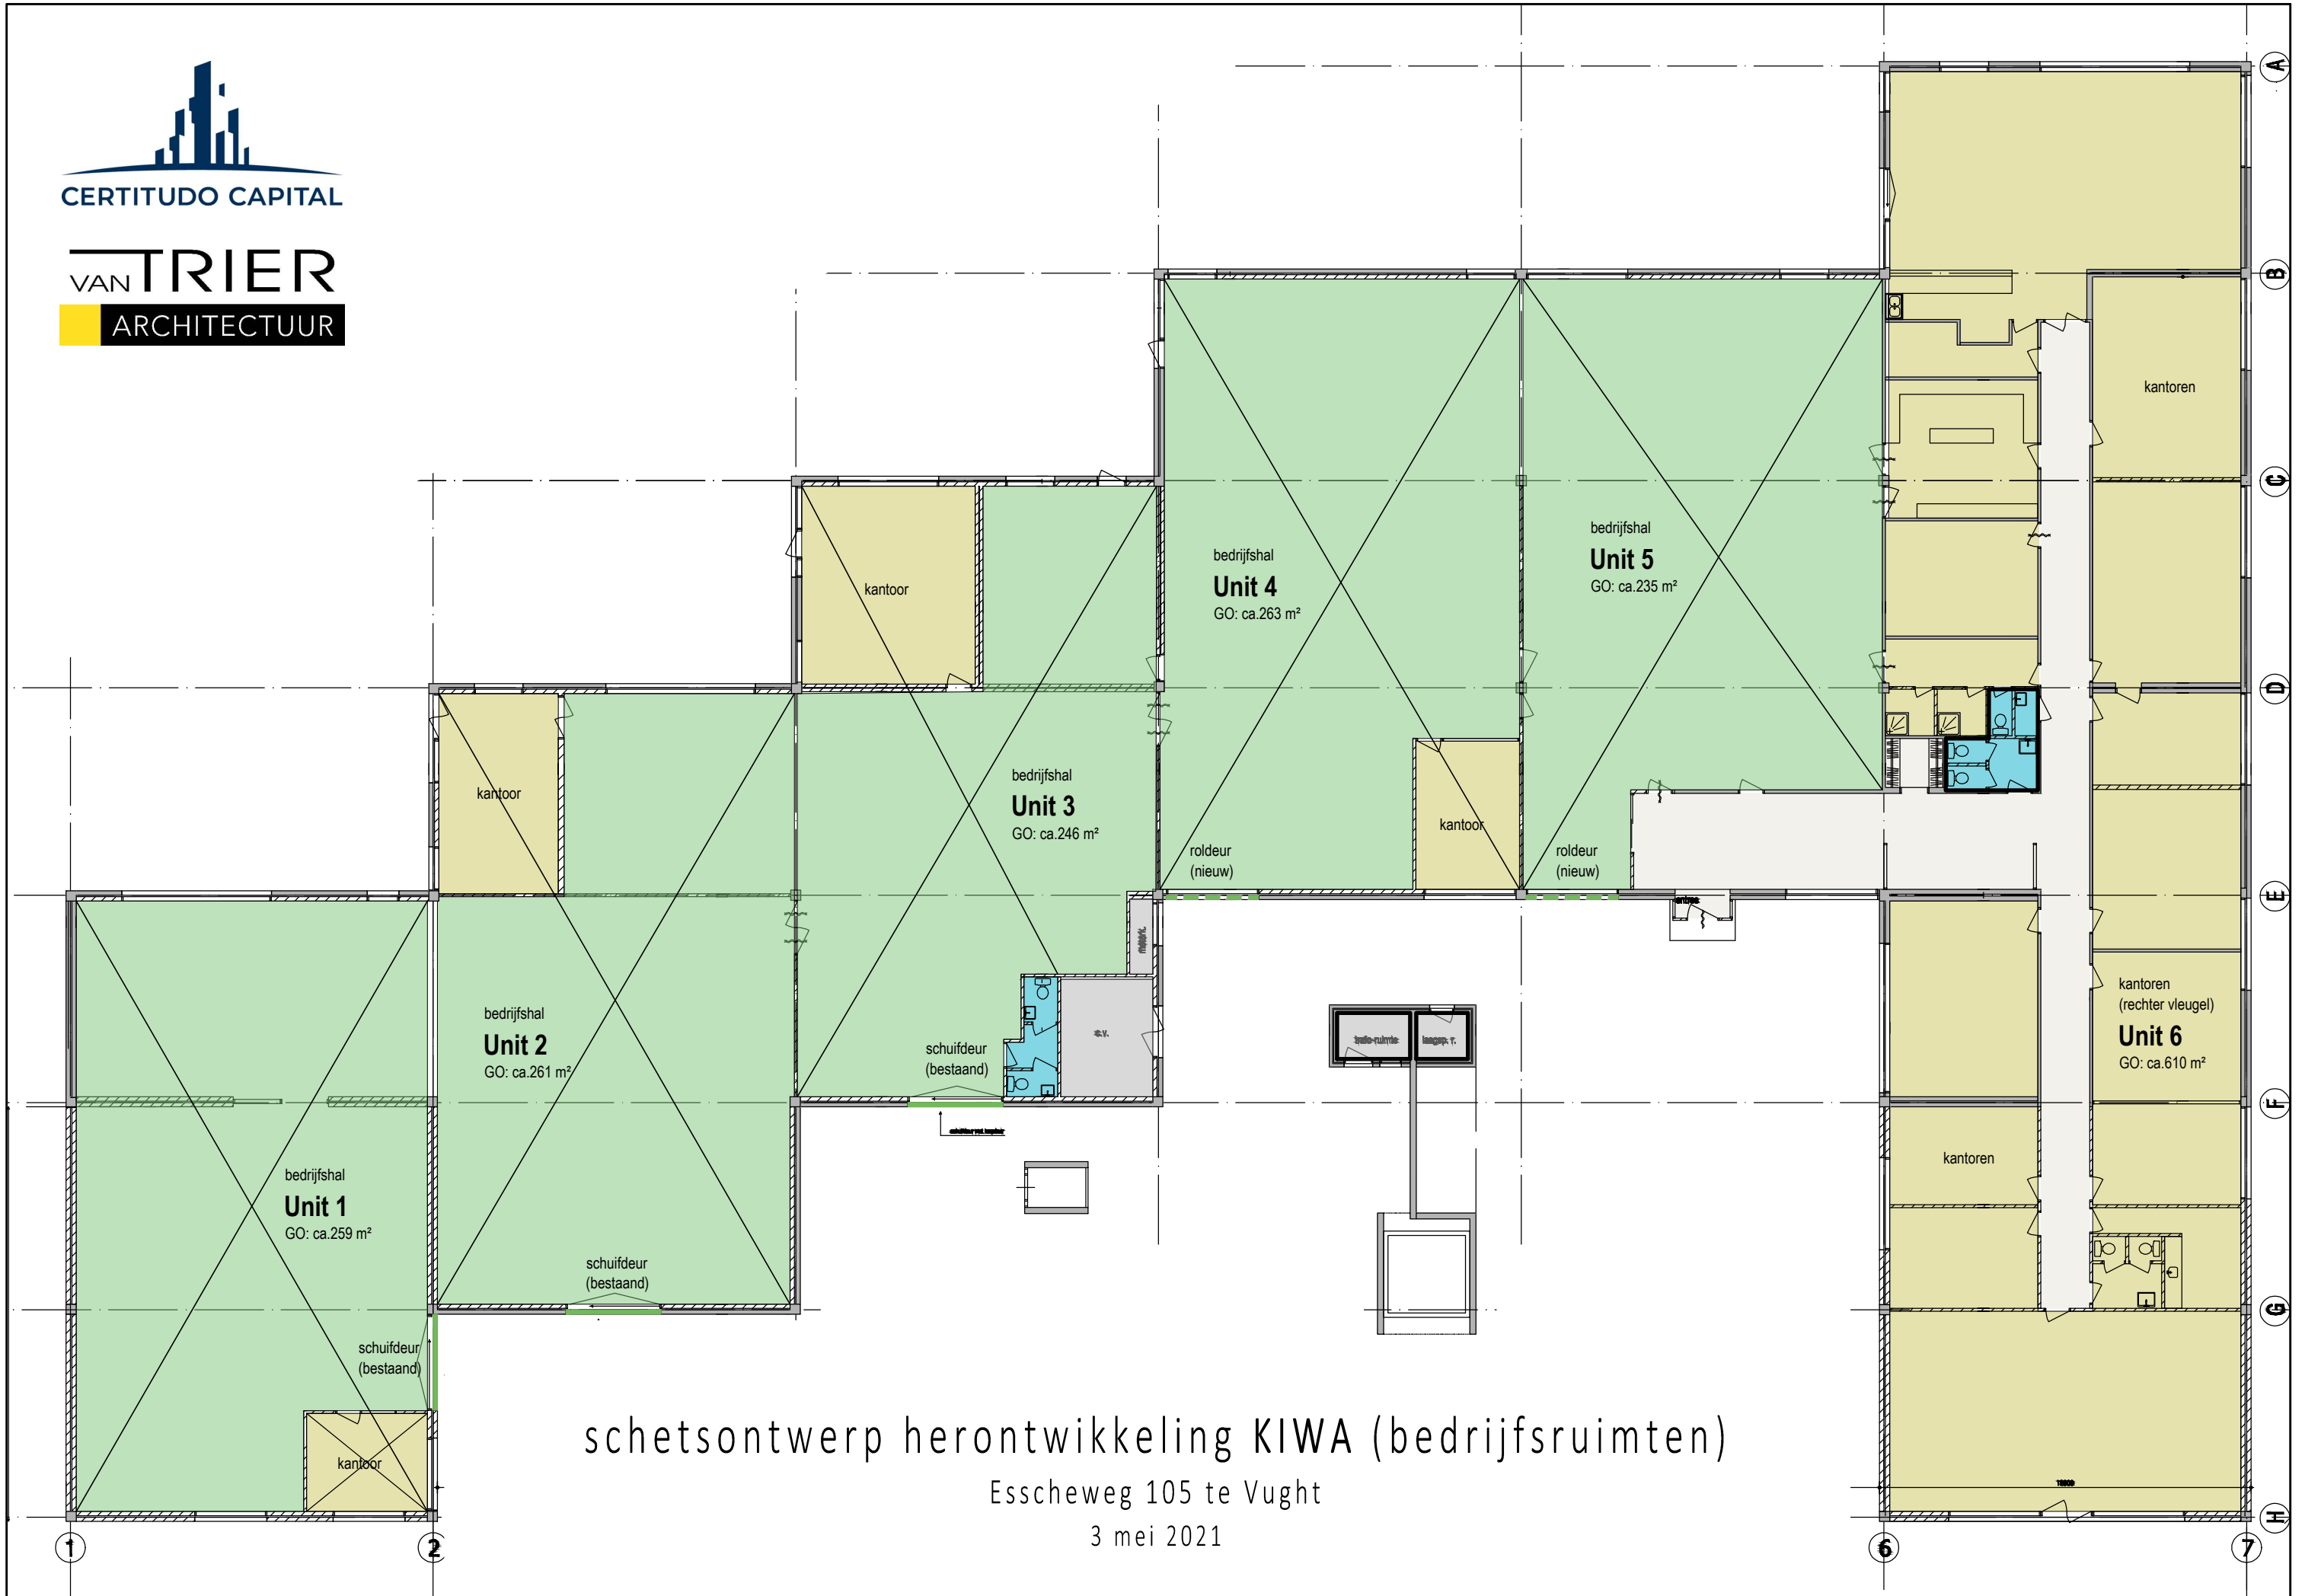 CERTITUDO CAPITAL
VAN TRIER
ARCHITECTUUR
A
B
C
D
E
F
G
H
kantoren
bedrijfshal
Unit 5
GO: ca.235 m²
bedrijfshal
Unit 4
GO: ca.263 m²
kantoor
bedrijfshal
Unit 3
GO: ca.246 m²
kantoor
kantoor
roldeur
(nieuw)
roldeur
(nieuw)
entree
c.v.
trafo-ruimte
laagsp. r.
kantoren
(rechter vleugel)
Unit 6
GO: ca.610 m²
bedrijfshal
Unit 2
GO: ca.261 m²
schuifdeur
(bestaand)
kantoren
bedrijfshal
Unit 1
GO: ca.259 m²
schuifdeur
(bestaand)
schuifdeur
(bestaand)
kantoor
schetsontwerp herontwikkeling KIWA (bedrijfsruimten)
Esscheweg 105 te Vught
3 mei 2021
1
2
6
7